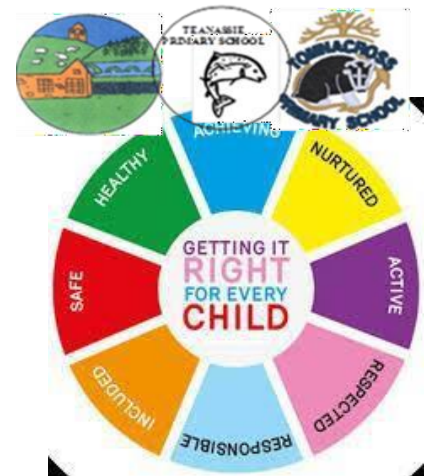 TEANASSIE
PRIMARY SCHOOL
TOMNACROSS
PRIMARY SCHOOL
ACHIEVING
NURTURED
ACTIVE
RESPECTED
RESPONSIBLE
INCLUDED
SAFE
HEALTHY
GETTING IT
RIGHT
FOR EVERY
CHILD